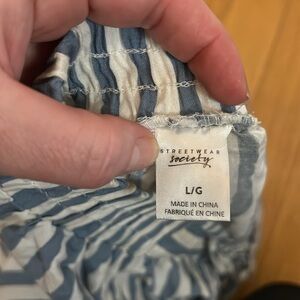 STREETWEAR
society
L/G
MADE IN CHINA
FABRIQUÉ EN CHINE